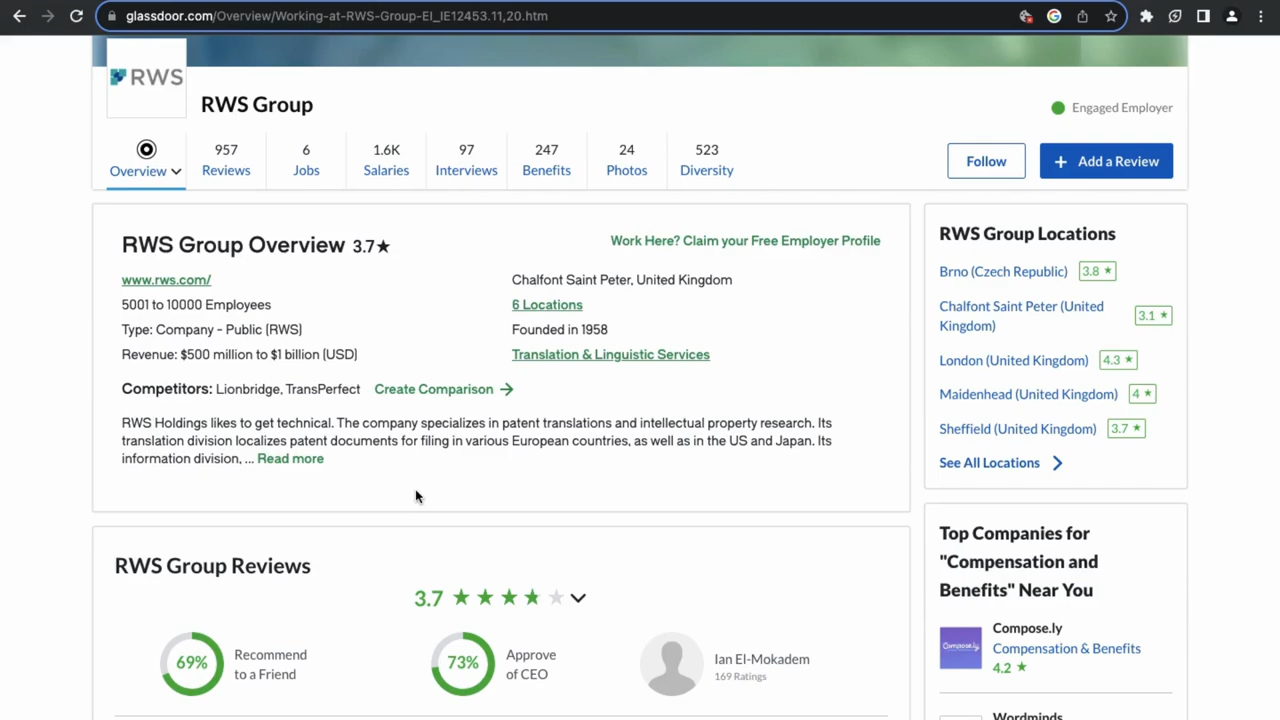 glassdoor.com/Overview/Working-at-RWS-Group-EI_IE12453.11,20.htm
RWS
RWS Group
Engaged Employer
Overview
957
Reviews
6
Jobs
1.6K
Salaries
97
Interviews
247
Benefits
24
Photos
523
Diversity
Follow
+ Add a Review
RWS Group Overview 3.7★
Work Here? Claim your Free Employer Profile
www.rws.com/
Chalfont Saint Peter, United Kingdom
5001 to 10000 Employees
6 Locations
Type: Company - Public (RWS)
Founded in 1958
Revenue: $500 million to $1 billion (USD)
Translation & Linguistic Services
Competitors: Lionbridge, TransPerfect
Create Comparison
RWS Holdings likes to get technical. The company specializes in patent translations and intellectual property research. Its
translation division localizes patent documents for filing in various European countries, as well as in the US and Japan. Its
information division, ... Read more
RWS Group Reviews
3.7 ★ ★ ★ ★ ★
69%
Recommend
to a Friend
73%
Approve
of CEO
Ian El-Mokadem
169 Ratings
RWS Group Locations
Brno (Czech Republic) 3.8 ★
Chalfont Saint Peter (United
Kingdom) 3.1 ★
London (United Kingdom) 4.3 ★
Maidenhead (United Kingdom) 4 ★
Sheffield (United Kingdom) 3.7 ★
See All Locations
Top Companies for
"Compensation and
Benefits" Near You
Compose.ly
Compose.ly
Compensation & Benefits
4.2 ★
Wordminds